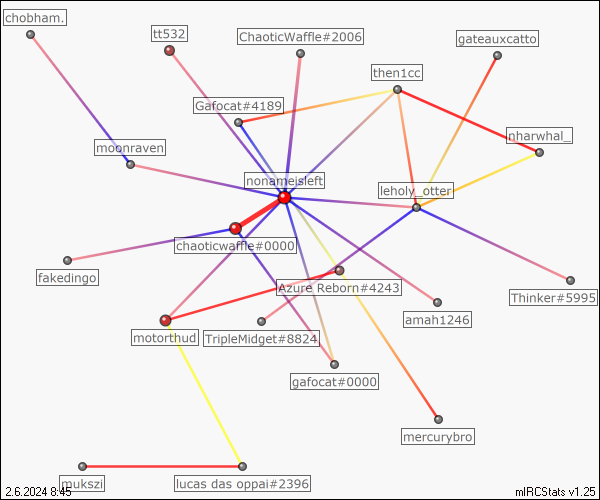 chobham.
tt532
ChaoticWaffle#2006
gateauxcatto
then1cc
Gafocat#4189
nharwhal_
moonraven
nonameisleft
leholy_otter
chaoticwaffle#0000
fakedingo
Azure Reborn#4243
Thinker#5995
amah1246
motorthud
TripleMidget#8824
gafocat#0000
mercurybro
mukszi
lucas das oppai#2396
2.6.2024 8:45
mIRCStats v1.25